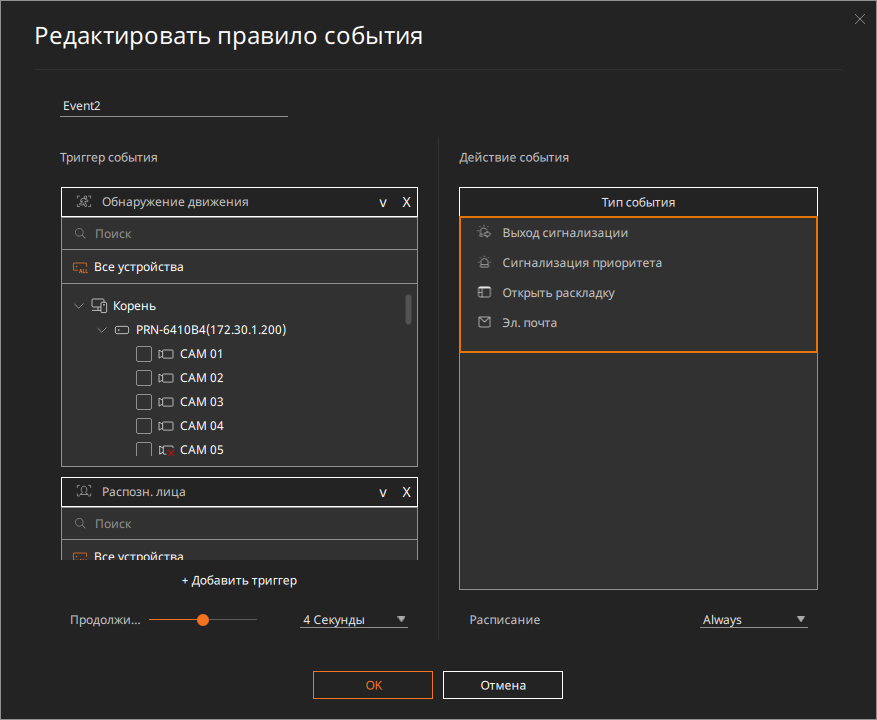 Редактировать правило события
Event2
Триггер события
Обнаружение движения v X
Поиск
ALL Все устройства
Корень
PRN-6410B4(172.30.1.200)
CAM 01
CAM 02
CAM 03
CAM 04
CAM 05
Распозн. лица v X
Поиск
Все устройства
+ Добавить триггер
Продолжи... 4 Секунды
Действие события
Тип события
Выход сигнализации
Сигнализация приоритета
Открыть раскладку
Эл. почта
Расписание Always
OK Отмена